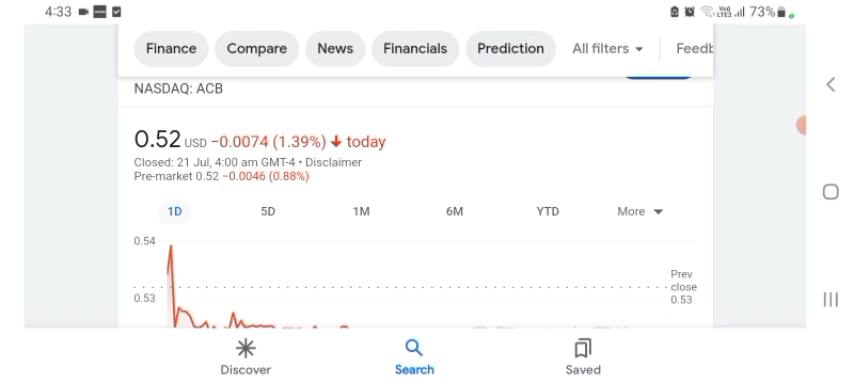 4:33
73%
Finance Compare News Financials Prediction All filters Feedb
NASDAQ: ACB
0.52 USD −0.0074 (1.39%) today
Closed: 21 Jul, 4:00 am GMT-4 • Disclaimer
Pre-market 0.52 −0.0046 (0.88%)
1D 5D 1M 6M YTD More
0.54
Prev
close
0.53
0.53
Discover Search Saved